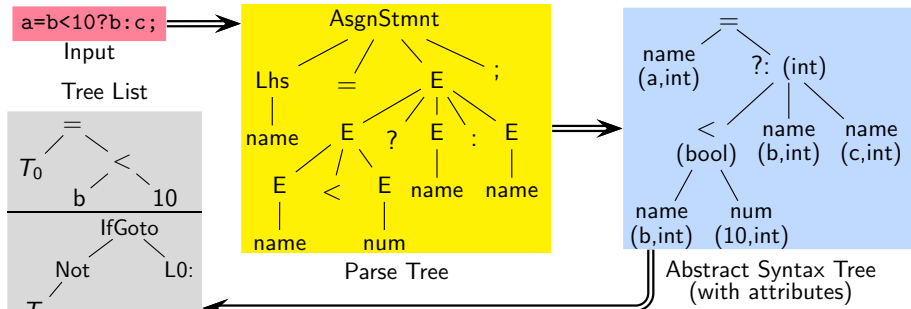 a=b<10?b:c;
Input
AsgnStmnt
Lhs = E ;
name E ? E : E
E < E name name
name num
Parse Tree
=
name ?: (int)
(a,int)
< name name
(bool) (b,int) (c,int)
name num
(b,int) (10,int)
Abstract Syntax Tree
(with attributes)
Tree List
=
T0 <
b 10
IfGoto
Not L0: